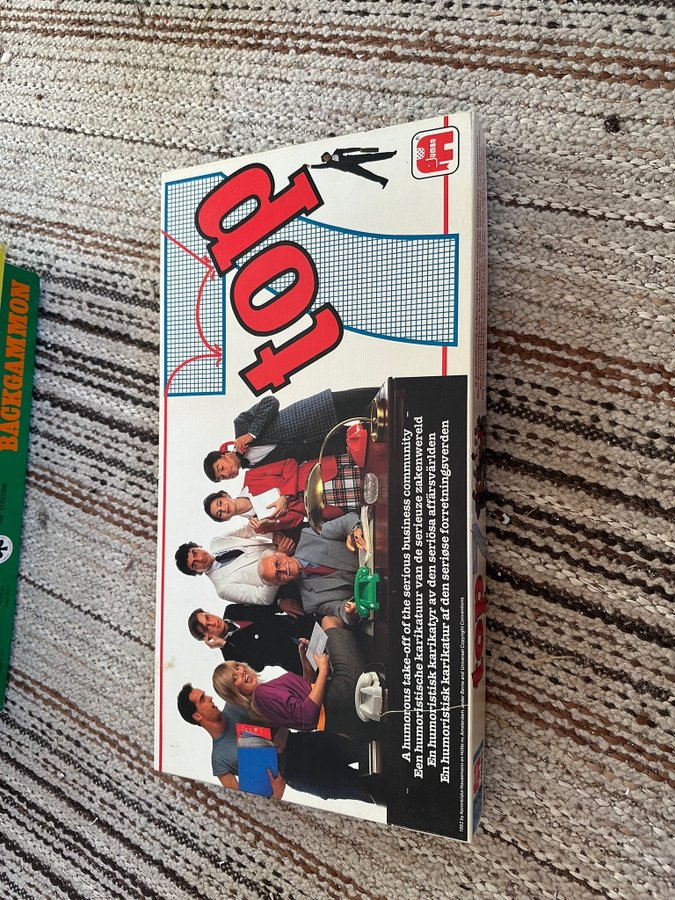 top
Jumbo
A humorous take-off of the serious business community
Een humoristische karikatuur van de serieuze zakenwereld
En humoristisk karikatyr av den seriösa affärsvärlden
En humoristisk karikatur af den seriøse forretningsverden
top
BACKGAMMON